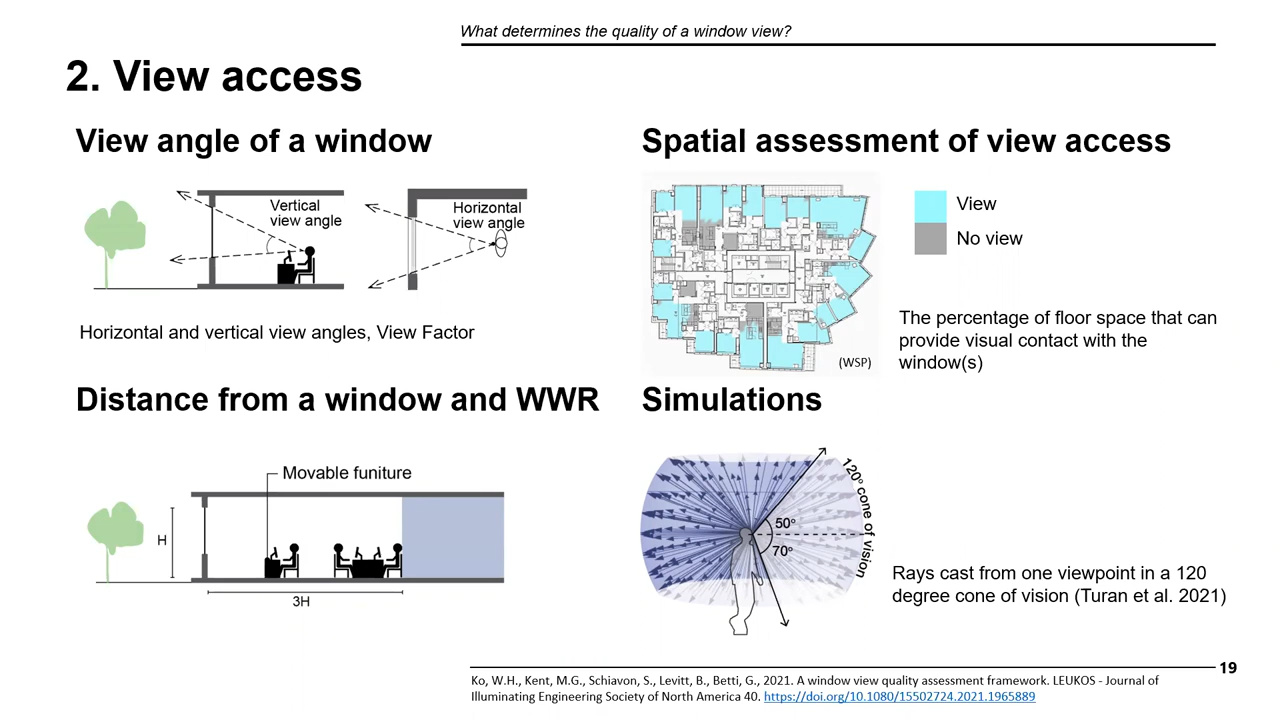 What determines the quality of a window view?
2. View access
View angle of a window
Vertical
view angle
Horizontal
view angle
Horizontal and vertical view angles, View Factor
Spatial assessment of view access
View
No view
(WSP)
The percentage of floor space that can
provide visual contact with the
window(s)
Distance from a window and WWR
Movable funiture
H
3H
Simulations
120° cone of vision
50°
70°
Rays cast from one viewpoint in a 120
degree cone of vision (Turan et al. 2021)
19
Ko, W.H., Kent, M.G., Schiavon, S., Levitt, B., Betti, G., 2021. A window view quality assessment framework. LEUKOS - Journal of
Illuminating Engineering Society of North America 40. https://doi.org/10.1080/15502724.2021.1965889